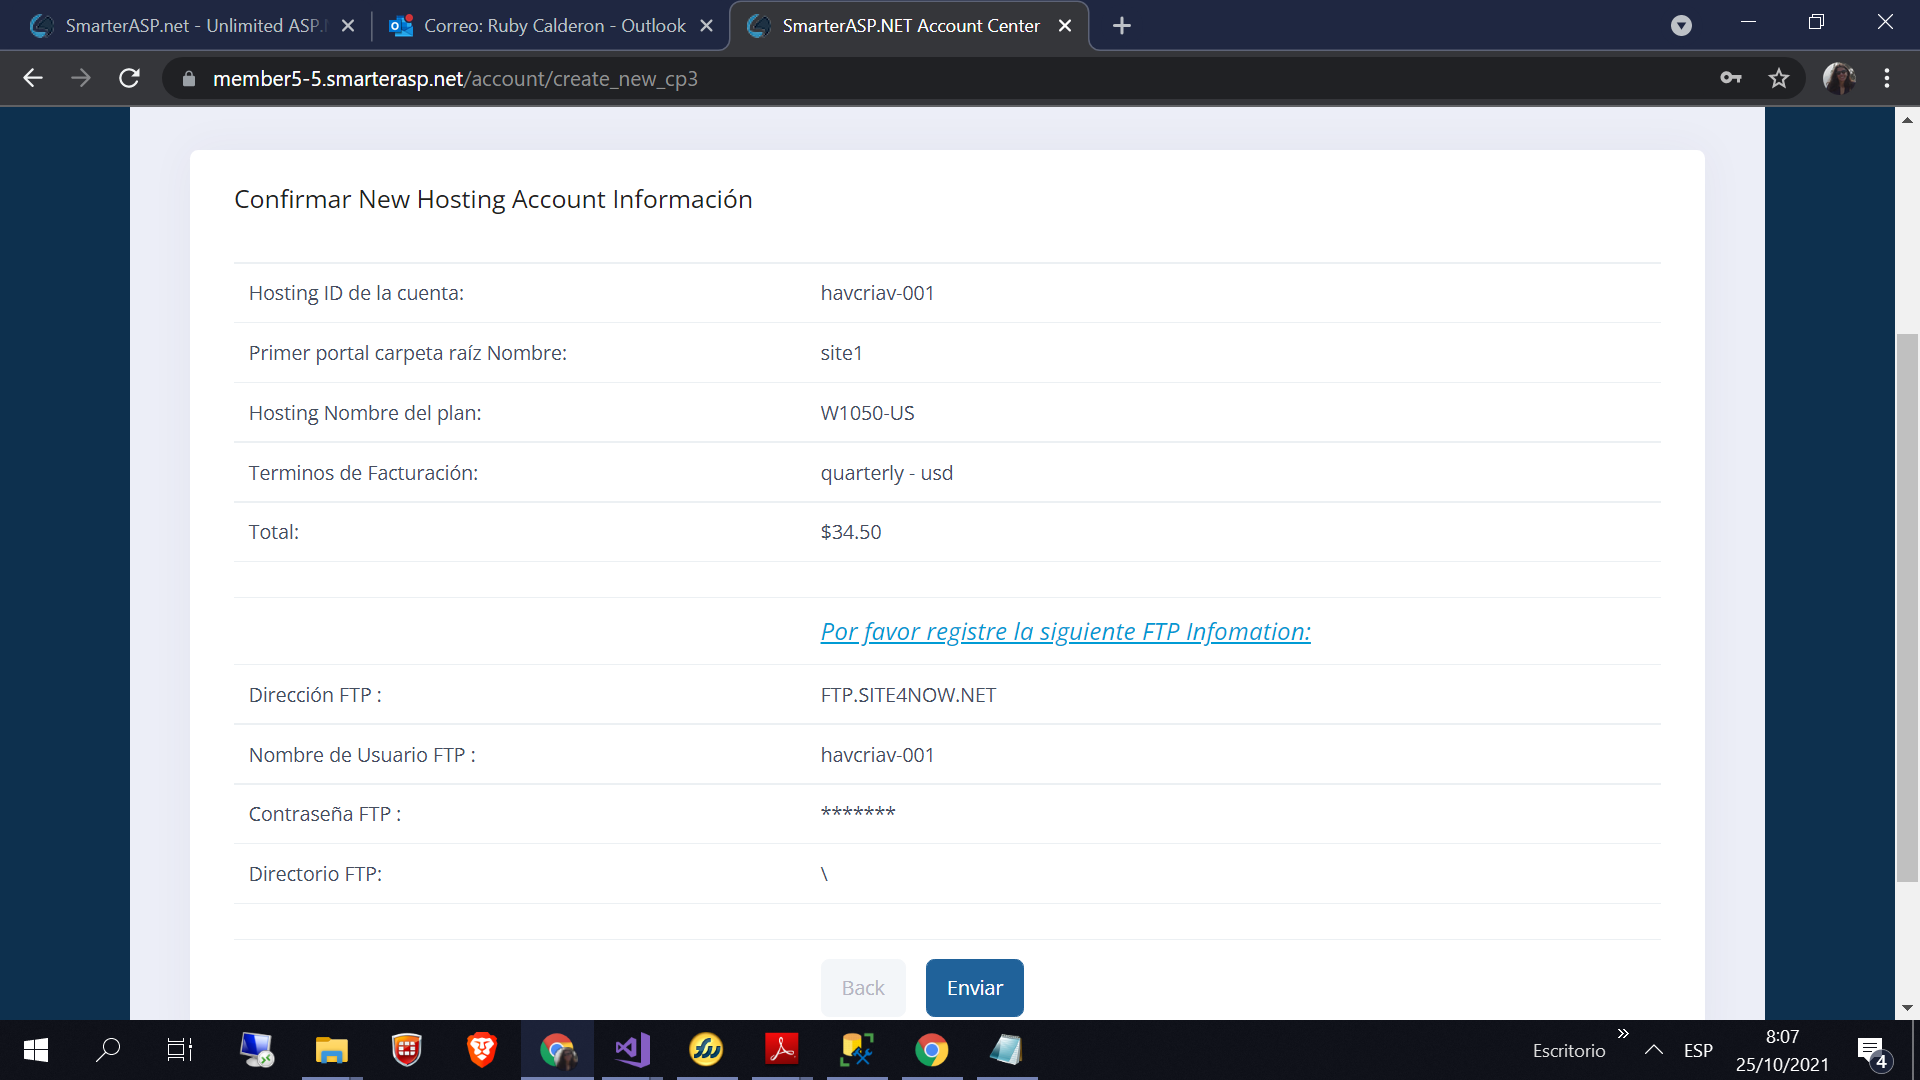 SmarterASP.net - Unlimited ASP.N
Correo: Ruby Calderon - Outlook
SmarterASP.NET Account Center
member5-5.smarterasp.net/account/create_new_cp3
Confirmar New Hosting Account Información
Hosting ID de la cuenta: havcriav-001
Primer portal carpeta raíz Nombre: site1
Hosting Nombre del plan: W1050-US
Terminos de Facturación: quarterly - usd
Total: $34.50
Por favor registre la siguiente FTP Infomation:
Dirección FTP : FTP.SITE4NOW.NET
Nombre de Usuario FTP : havcriav-001
Contraseña FTP : *******
Directorio FTP: \
Back Enviar
Escritorio
ESP
8:07
25/10/2021
4